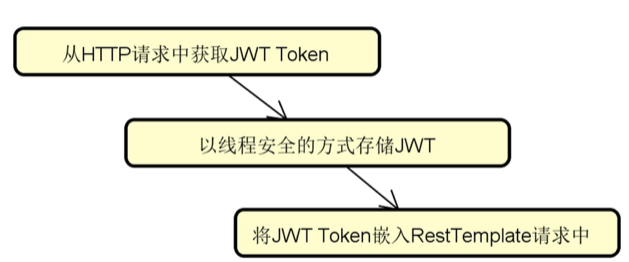 从HTTP请求中获取JWT Token
以线程安全的方式存储JWT
将JWT Token嵌入RestTemplate请求中